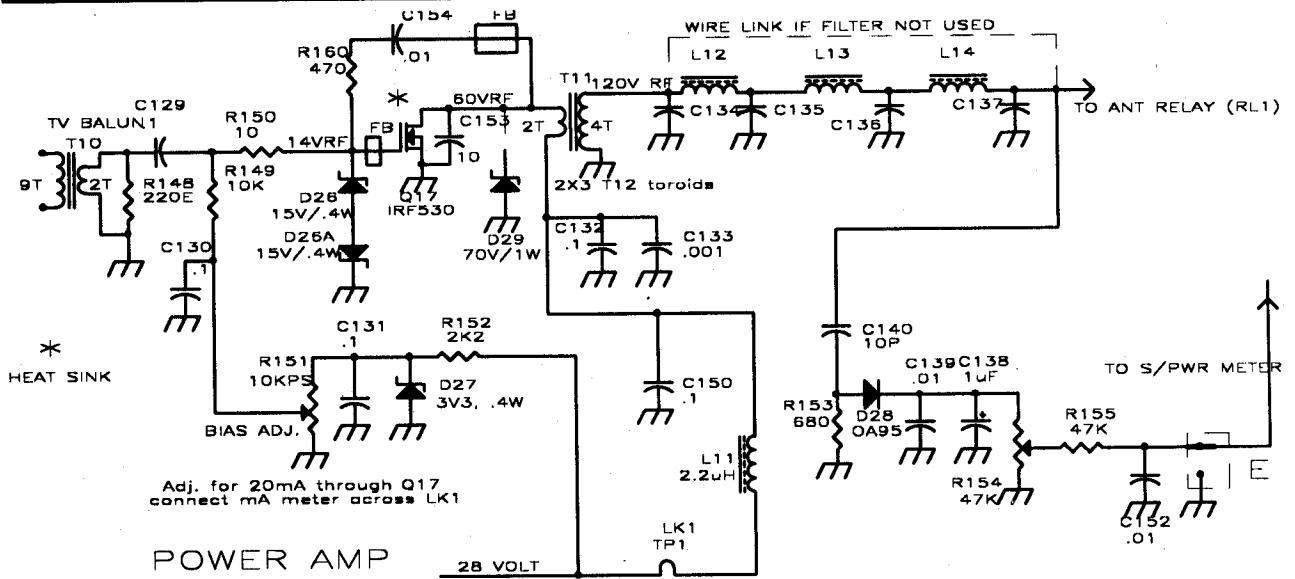 C154
FB
WIRE LINK IF FILTER NOT USED
R160
470
.01
L12
L13
L14
T11
120V RF
C134
C135
C136
C137
TO ANT RELAY (RL1)
TV BALUN1
T10
C129
R150
10
14VRF
FB
*
60VRF
C153
10
2T
4T
9T
2T
R148
220E
R149
10K
Q17
IRF530
2X3 T12 toroids
D26
15V/.4W
D26A
15V/.4W
D29
70V/1W
C132
.1
C133
.001
C130
.1
*
HEAT SINK
C131
.1
R152
2K2
R151
10KPS
BIAS ADJ.
D27
3V3, .4W
C150
.1
C140
10P
C139
.01
C138
1uF
+
TO S/PWR METER
R153
680
D28
OA95
R155
47K
R154
47K
E
C152
.01
L11
2.2uH
Adj. for 20mA through Q17
connect mA meter across LK1
LK1
TP1
POWER AMP
28 VOLT